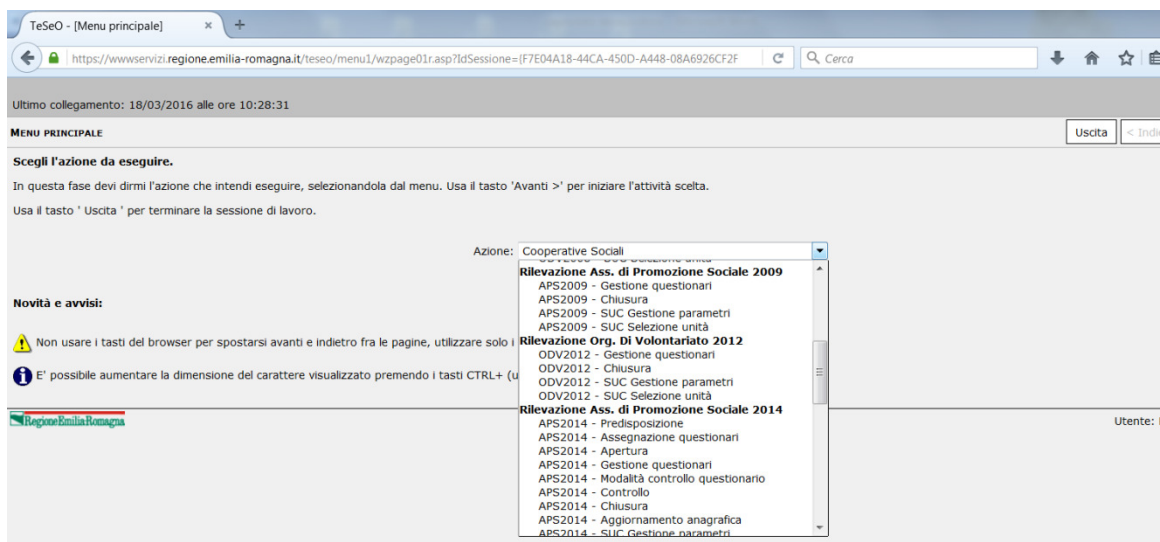 TeSeO - [Menu principale] × +
https://wwwservizi.regione.emilia-romagna.it/teseo/menu1/wzpage01r.asp?IdSessione={F7E04A18-44CA-450D-A448-08A6926CF2F
Cerca
Ultimo collegamento: 18/03/2016 alle ore 10:28:31
MENU PRINCIPALE
Uscita
< Indi
Scegli l'azione da eseguire.
In questa fase devi dirmi l'azione che intendi eseguire, selezionandola dal menu. Usa il tasto 'Avanti >' per iniziare l'attività scelta.
Usa il tasto ' Uscita ' per terminare la sessione di lavoro.
Azione: Cooperative Sociali
Rilevazione Ass. di Promozione Sociale 2009
APS2009 - Gestione questionari
APS2009 - Chiusura
APS2009 - SUC Gestione parametri
APS2009 - SUC Selezione unità
Rilevazione Org. Di Volontariato 2012
ODV2012 - Gestione questionari
ODV2012 - Chiusura
ODV2012 - SUC Gestione parametri
ODV2012 - SUC Selezione unità
Rilevazione Ass. di Promozione Sociale 2014
APS2014 - Predisposizione
APS2014 - Assegnazione questionari
APS2014 - Apertura
APS2014 - Gestione questionari
APS2014 - Modalità controllo questionario
APS2014 - Controllo
APS2014 - Chiusura
APS2014 - Aggiornamento anagrafica
APS2014 - SUC Gestione parametri
Novità e avvisi:
Non usare i tasti del browser per spostarsi avanti e indietro fra le pagine, utilizzare solo i
E' possibile aumentare la dimensione del carattere visualizzato premendo i tasti CTRL+ (u
RegioneEmiliaRomagna
Utente: